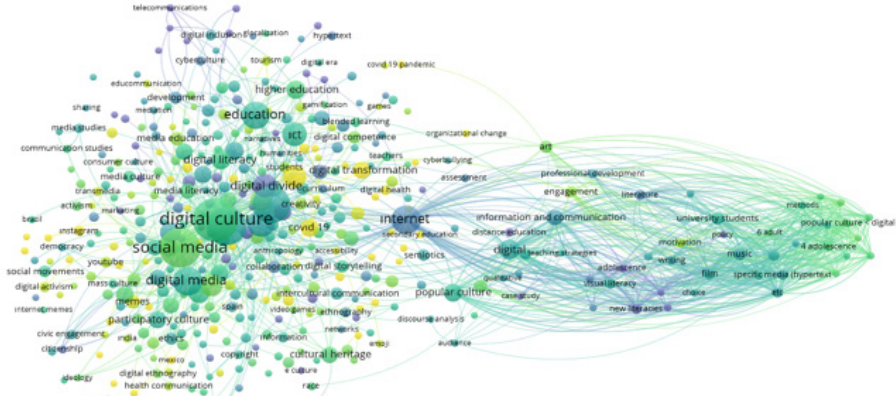 telecommunications
digital inclusion
glocalisation
hypertext
cyberculture
tourism
digital era
covid 19 pandemic
educommunication
higher education
development
gamification
games
sharing
mediation
education
blended learning
media studies
ict
organizational change
media education
narratives
digital competence
art
communication studies
humanities
teachers
consumer culture
digital literacy
students
cyberbullying
media culture
digital transformation
professional development
assessment
transmedia
media literacy
digital divide
curriculum
digital health
engagement
literature
activism
creativity
methods
marketing
brazil
digital culture
internet
information and communication
university students
popular culture
digital
instagram
covid 19
secondary education
distance education
policy
6 adult
democracy
social media
anthropology
accessibility
semiotics
digital
teaching strategies
motivation
music
4 adolescence
youtube
writing
social movements
collaboration
digital storytelling
adolescence
film
specific media (hypertext
mass culture
digital media
qualitative
visual literacy
digital activism
memes
intercultural communication
popular culture
case study
choice
etc
internet memes
spain
video games
ethnography
new literacies
participatory culture
discourse analysis
civic engagement
networks
india
ethics
information
emoji
audience
citizenship
mexico
copyright
cultural heritage
digital ethnography
e culture
ideology
health communication
race